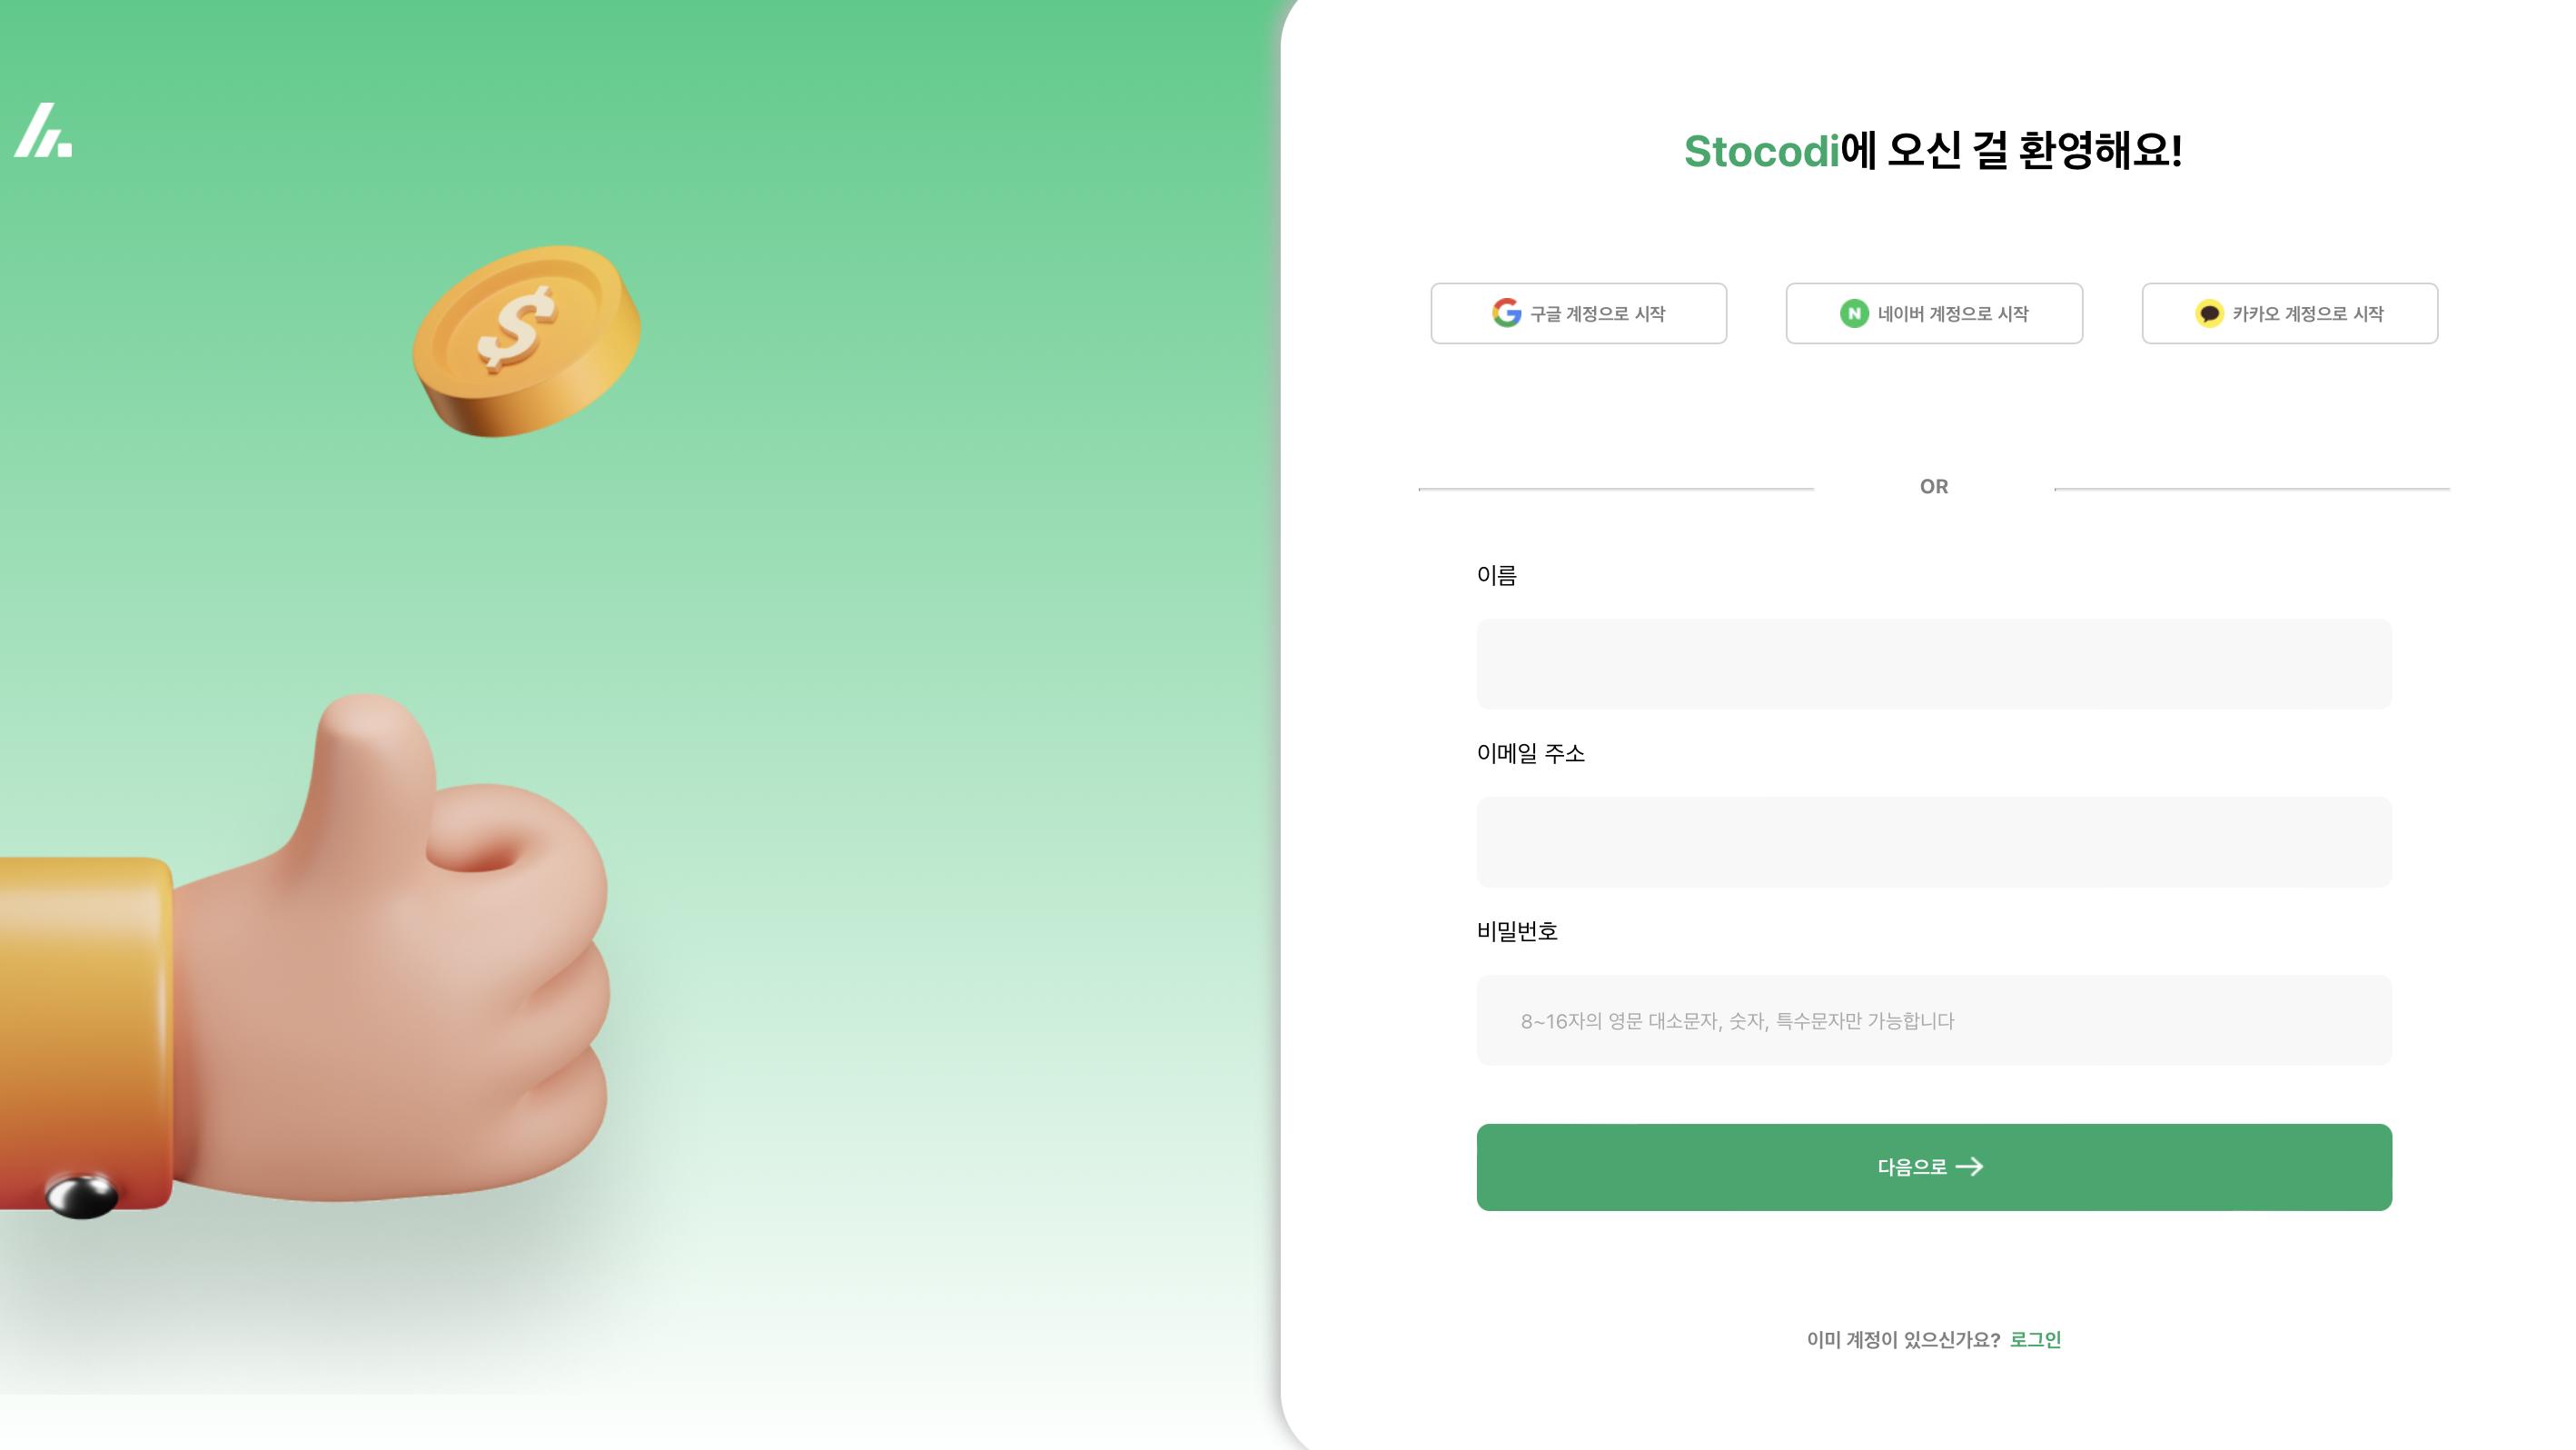 Stocodi에 오신 걸 환영해요!
구글 계정으로 시작
네이버 계정으로 시작
카카오 계정으로 시작
OR
이름
이메일 주소
비밀번호
8~16자의 영문 대소문자, 숫자, 특수문자만 가능합니다
다음으로 →
이미 계정이 있으신가요? 로그인